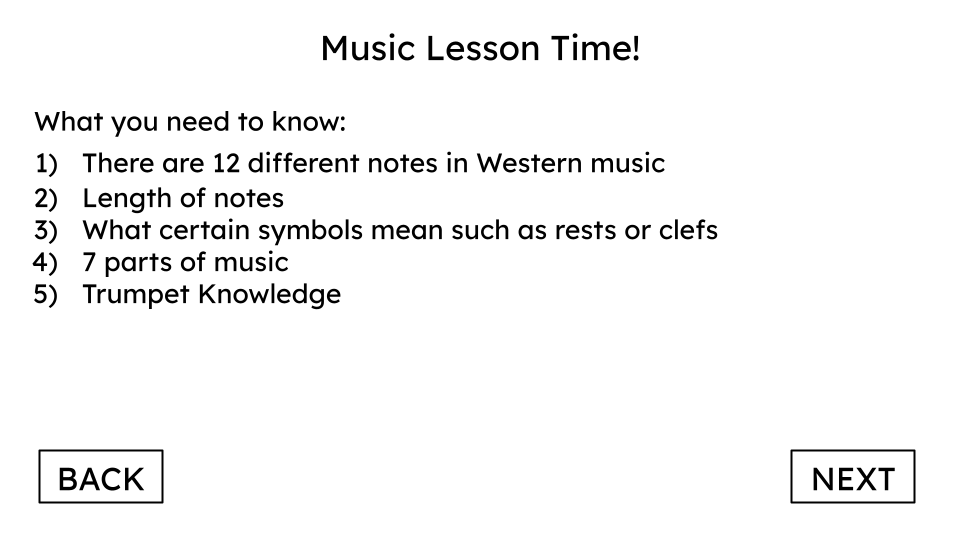 Music Lesson Time!
What you need to know:
1) There are 12 different notes in Western music
2) Length of notes
3) What certain symbols mean such as rests or clefs
4) 7 parts of music
5) Trumpet Knowledge
BACK
NEXT